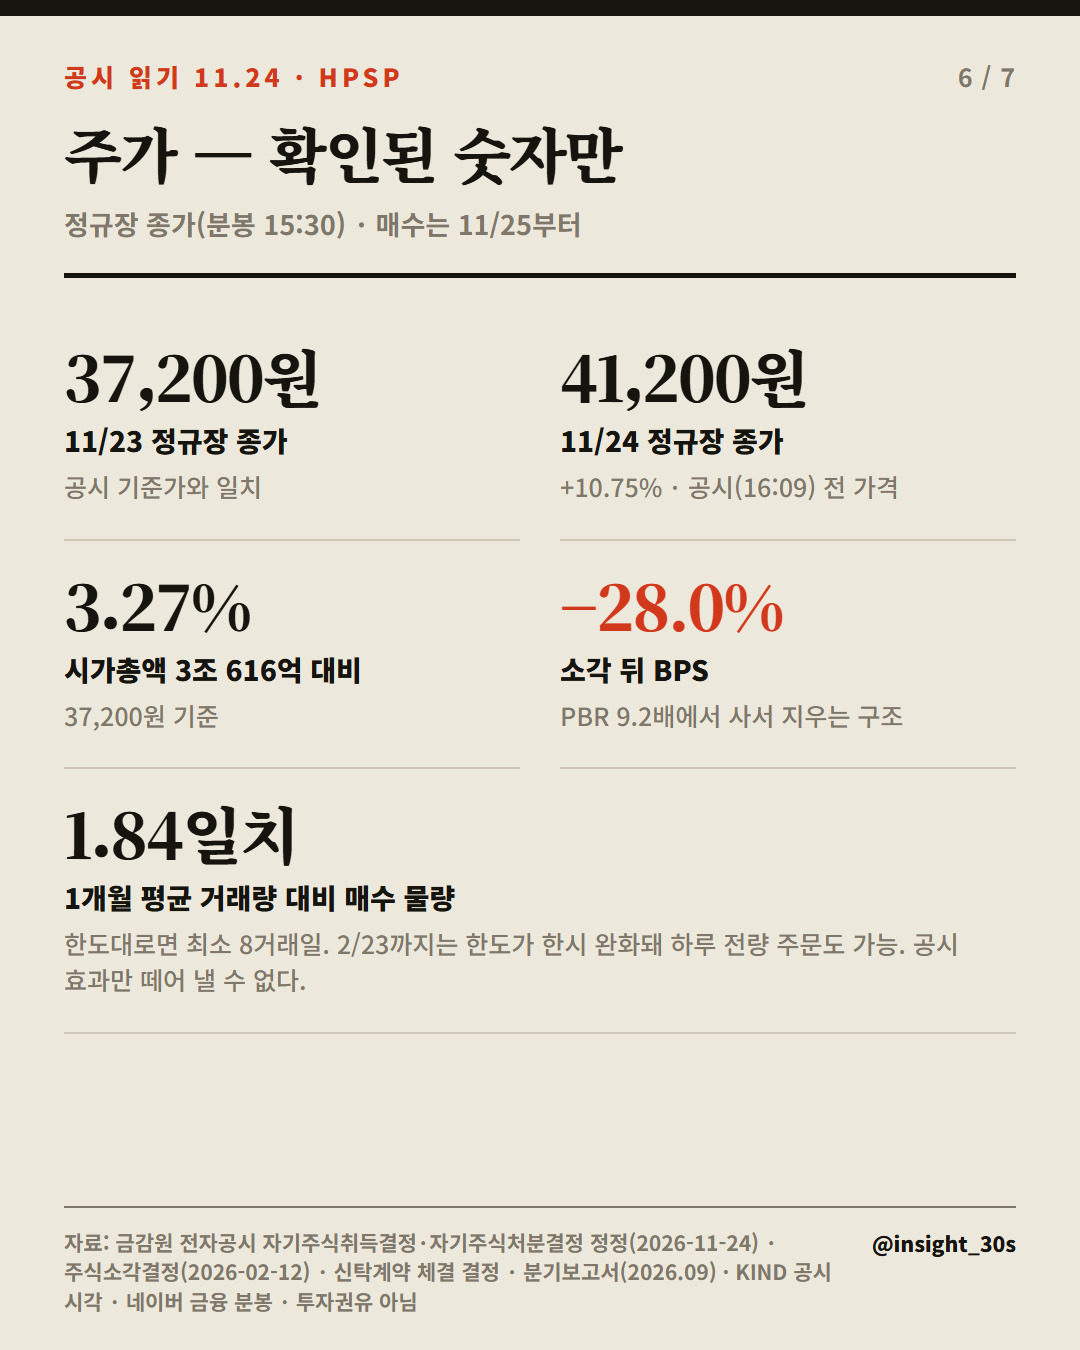 공시 읽기 11.24 · HPSP
6 / 7
주가 — 확인된 숫자만
정규장 종가(분봉 15:30) · 매수는 11/25부터
37,200원
11/23 정규장 종가
공시 기준가와 일치
41,200원
11/24 정규장 종가
+10.75% · 공시(16:09) 전 가격
3.27%
시가총액 3조 616억 대비
37,200원 기준
−28.0%
소각 뒤 BPS
PBR 9.2배에서 사서 지우는 구조
1.84일치
1개월 평균 거래량 대비 매수 물량
한도대로면 최소 8거래일. 2/23까지는 한도가 한시 완화돼 하루 전량 주문도 가능. 공시
효과만 떼어 낼 수 없다.
자료: 금감원 전자공시 자기주식취득결정·자기주식처분결정 정정(2026-11-24) ·
주식소각결정(2026-02-12) · 신탁계약 체결 결정 · 분기보고서(2026.09) · KIND 공시
시각 · 네이버 금융 분봉 · 투자권유 아님
@insight_30s